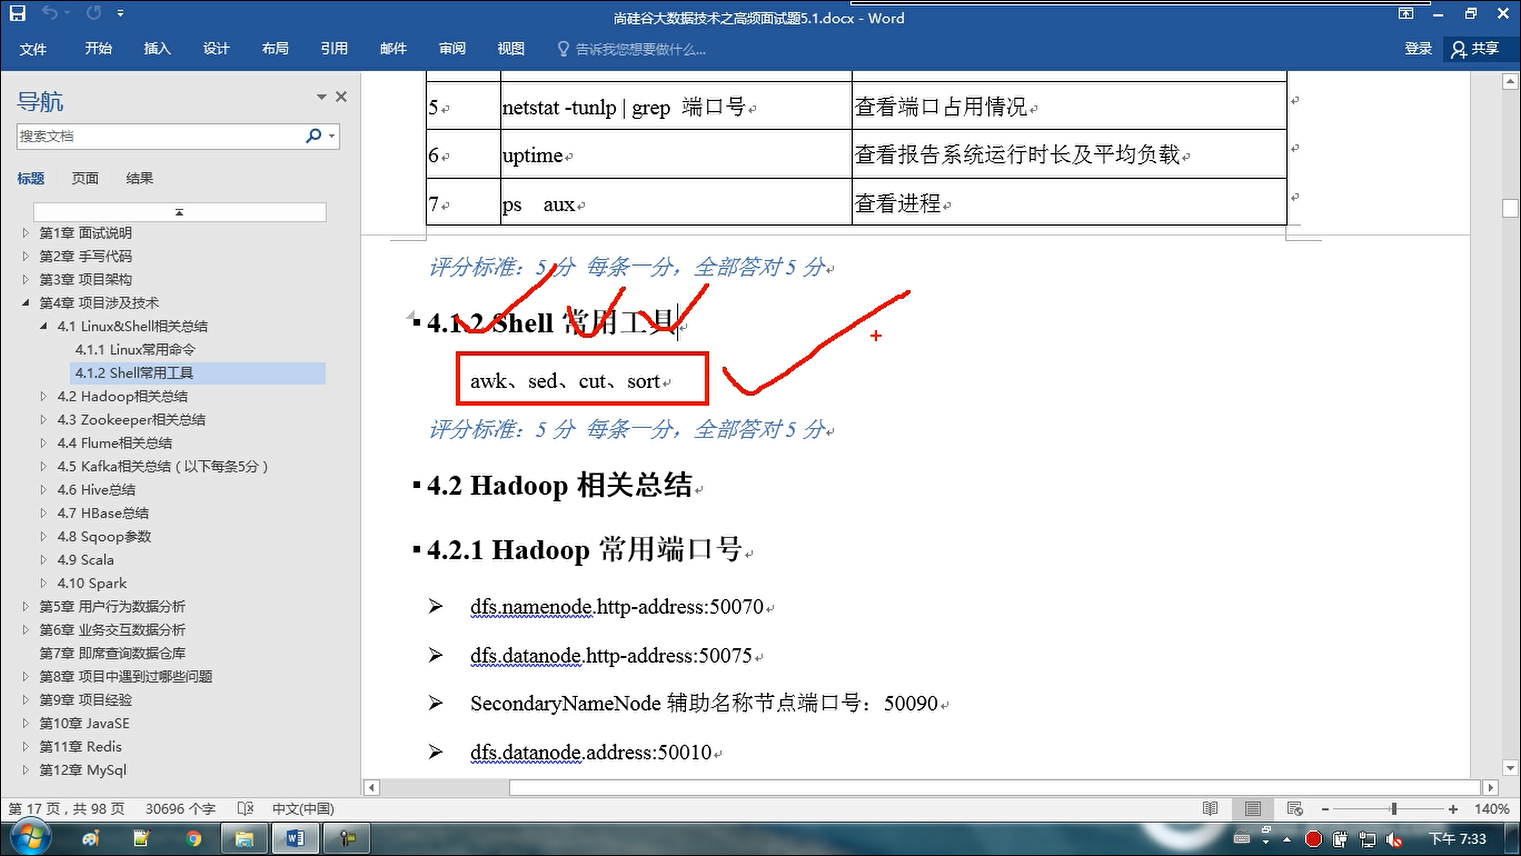 尚硅谷大数据技术之高频面试题5.1.docx - Word
文件 开始 插入 设计 布局 引用 邮件 审阅 视图 告诉我您想要做什么... 登录 共享
导航
搜索文档
标题 页面 结果
第1章 面试说明
第2章 手写代码
第3章 项目架构
第4章 项目涉及技术
4.1 Linux&Shell相关总结
4.1.1 Linux常用命令
4.1.2 Shell常用工具
4.2 Hadoop相关总结
4.3 Zookeeper相关总结
4.4 Flume相关总结
4.5 Kafka相关总结 ( 以下每条5分 )
4.6 Hive总结
4.7 HBase总结
4.8 Sqoop参数
4.9 Scala
4.10 Spark
第5章 用户行为数据分析
第6章 业务交互数据分析
第7章 即席查询数据仓库
第8章 项目中遇到过哪些问题
第9章 项目经验
第10章 JavaSE
第11章 Redis
第12章 MySql
5 netstat -tunlp | grep 端口号 查看端口占用情况
6 uptime 查看报告系统运行时长及平均负载
7 ps aux 查看进程
评分标准：5 分 每条一分，全部答对 5 分
4.1.2 Shell 常用工具
awk、sed、cut、sort
评分标准：5 分 每条一分，全部答对 5 分
4.2 Hadoop 相关总结
4.2.1 Hadoop 常用端口号
dfs.namenode.http-address:50070
dfs.datanode.http-address:50075
SecondaryNameNode 辅助名称节点端口号：50090
dfs.datanode.address:50010
第 17 页 , 共 98 页 30696 个字 中文(中国) 140%
下午 7:33